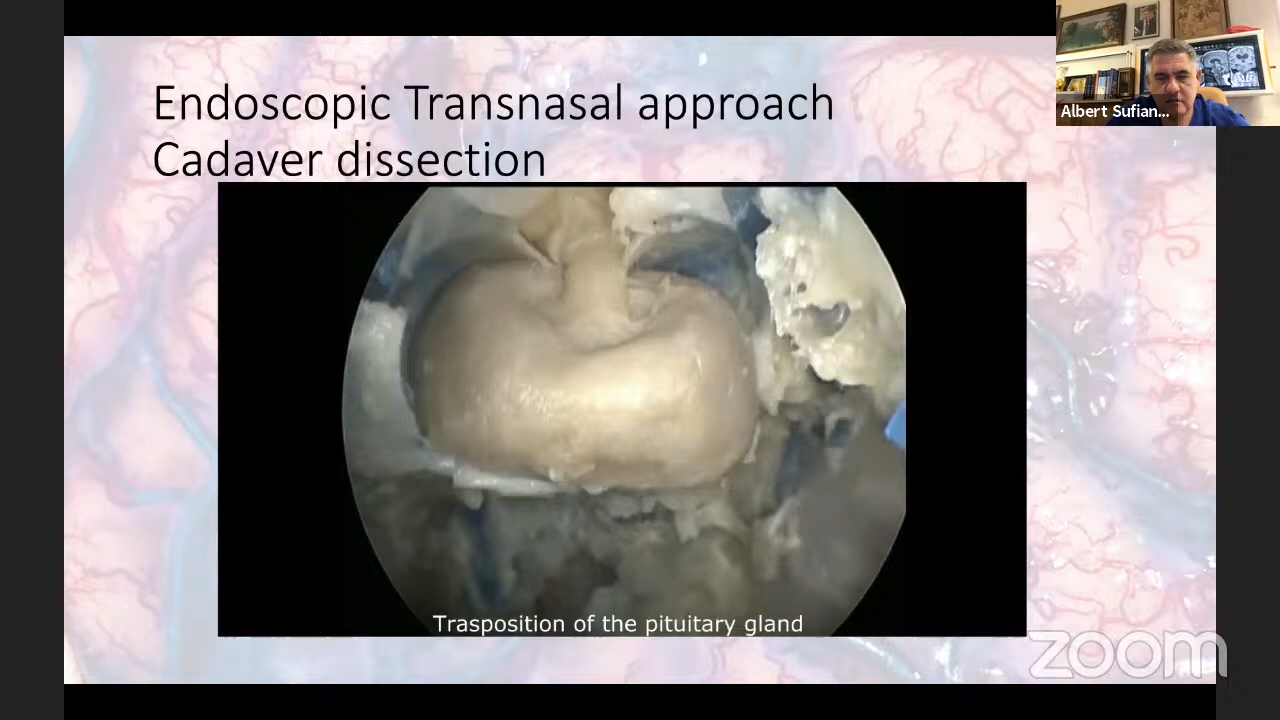 Endoscopic Transnasal approach
Cadaver dissection
Albert Sufian...
Trasposition of the pituitary gland
zoom